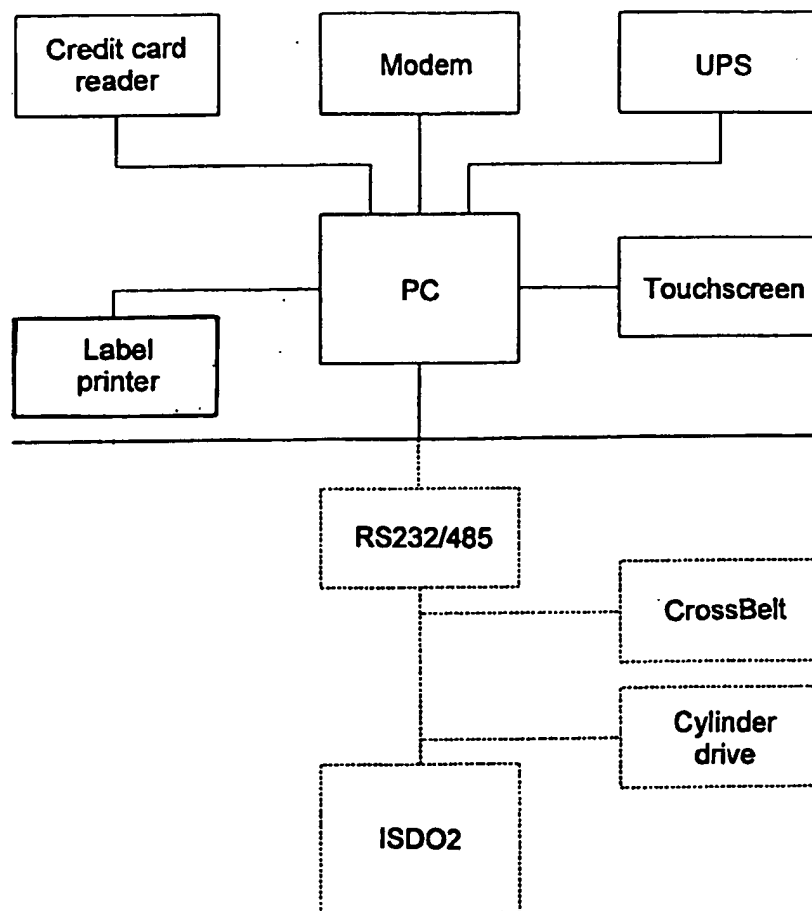 Credit card
reader
Modem
UPS
PC
Touchscreen
Label
printer
RS232/485
CrossBelt
Cylinder
drive
ISDO2